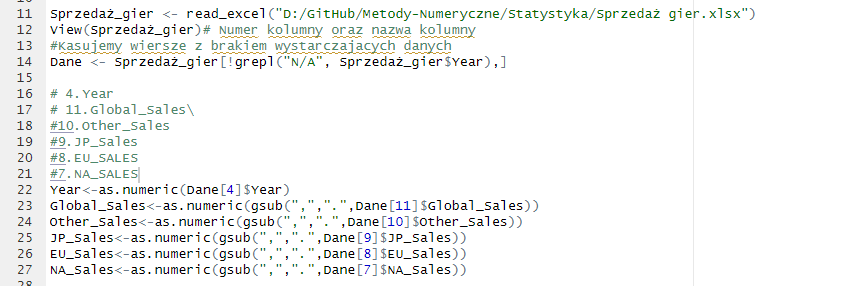 11 Sprzedaż_gier <- read_excel("D:/GitHub/Metody-Numeryczne/Statystyka/Sprzedaż gier.xlsx")
12 View(Sprzedaż_gier)# Numer kolumny oraz nazwa kolumny
13 #Kasujemy wiersze z brakiem wystarczajacych danych
14 Dane <- Sprzedaż_gier[!grepl("N/A", Sprzedaż_gier$Year),]
15
16 # 4.Year
17 # 11.Global_Sales\
18 #10.Other_Sales
19 #9.JP_Sales
20 #8.EU_SALES
21 #7.NA_SALES
22 Year<-as.numeric(Dane[4]$Year)
23 Global_Sales<-as.numeric(gsub(",",".",Dane[11]$Global_Sales))
24 Other_Sales<-as.numeric(gsub(",",".",Dane[10]$Other_Sales))
25 JP_Sales<-as.numeric(gsub(",",".",Dane[9]$JP_Sales))
26 EU_Sales<-as.numeric(gsub(",",".",Dane[8]$EU_Sales))
27 NA_Sales<-as.numeric(gsub(",",".",Dane[7]$NA_Sales))